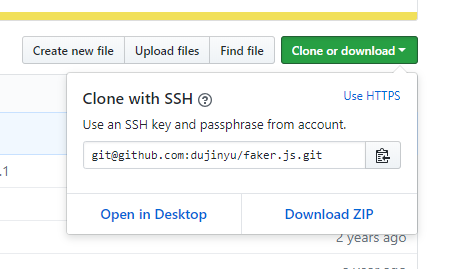 Create new file Upload files Find file Clone or download
Clone with SSH ? Use HTTPS
Use an SSH key and passphrase from account.
git@github.com:dujinyu/faker.js.git
.1
Open in Desktop Download ZIP
2 years ago